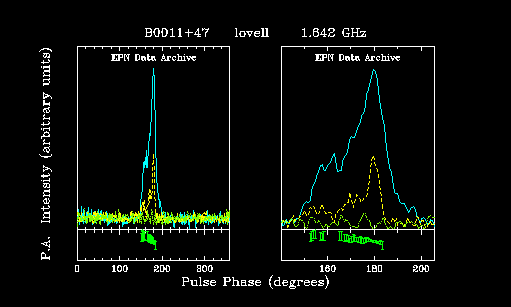 B0011+47 lovell 1.642 GHz
EPN Data Archive EPN Data Archive
P.A. Intensity (arbitrary units)
0 100 200 300 160 180 200
Pulse Phase (degrees)